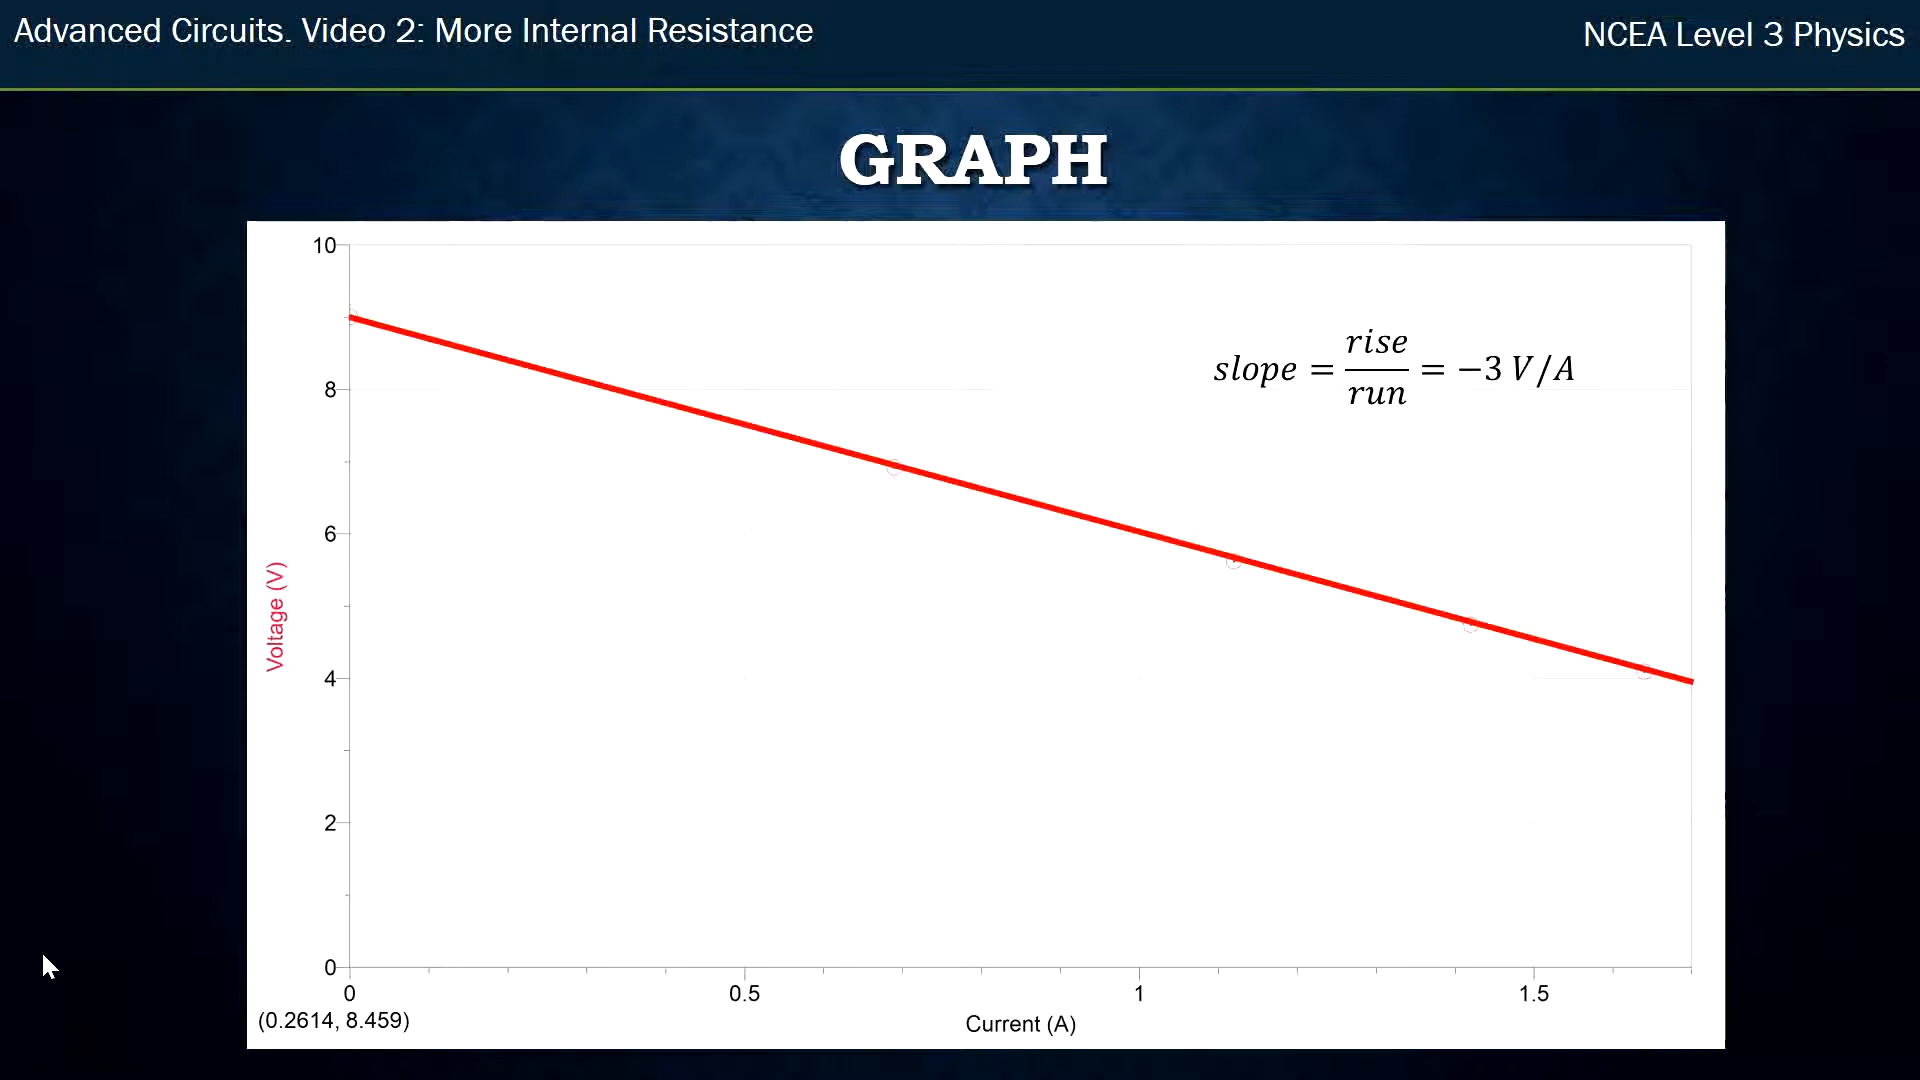 Advanced Circuits. Video 2: More Internal Resistance
NCEA Level 3 Physics
GRAPH
10
8
6
4
2
0
Voltage (V)
slope = rise/run = −3 V/A
0
0.5
1
1.5
(0.2614, 8.459)
Current (A)